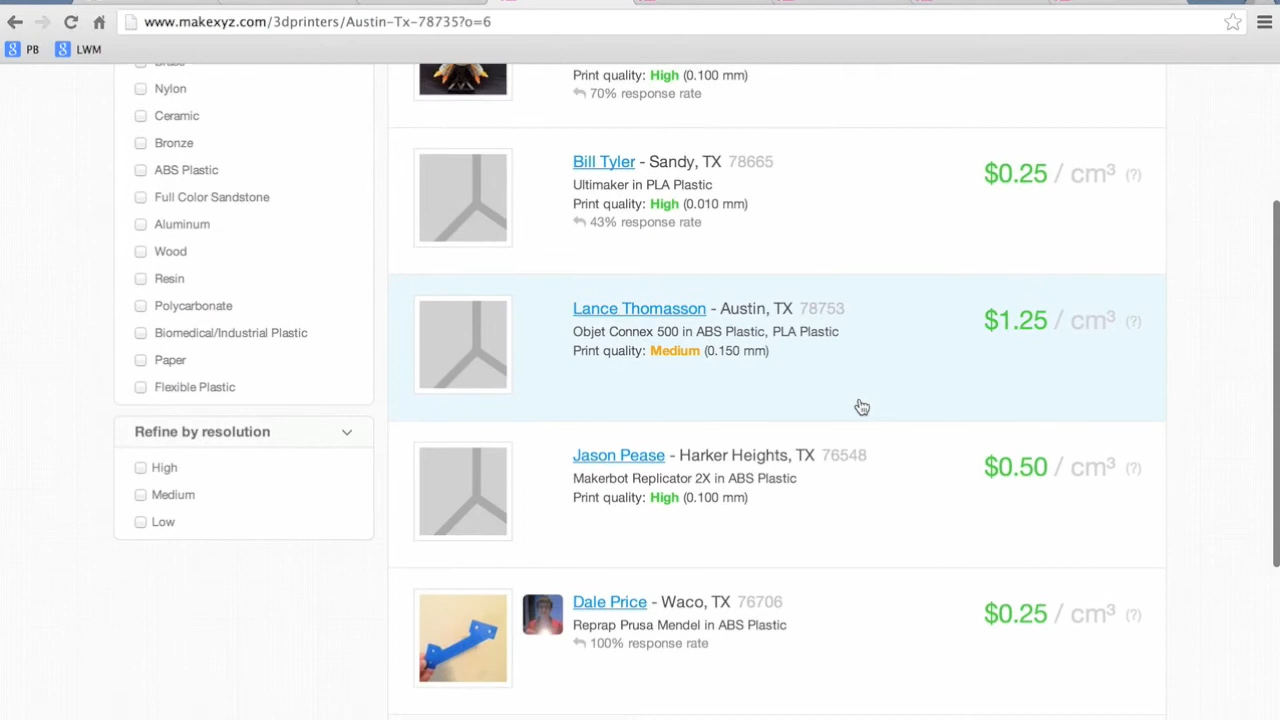 www.makexyz.com/3dprinters/Austin-Tx-78735?o=6
PB
LWM
Nylon
Ceramic
Bronze
ABS Plastic
Full Color Sandstone
Aluminum
Wood
Resin
Polycarbonate
Biomedical/Industrial Plastic
Paper
Flexible Plastic
Refine by resolution
High
Medium
Low
Print quality: High (0.100 mm)
70% response rate
Bill Tyler - Sandy, TX 78665
Ultimaker in PLA Plastic
Print quality: High (0.010 mm)
43% response rate
$0.25 / cm³ (?)
Lance Thomasson - Austin, TX 78753
Objet Connex 500 in ABS Plastic, PLA Plastic
Print quality: Medium (0.150 mm)
$1.25 / cm³ (?)
Jason Pease - Harker Heights, TX 76548
Makerbot Replicator 2X in ABS Plastic
Print quality: High (0.100 mm)
$0.50 / cm³ (?)
Dale Price - Waco, TX 76706
Reprap Prusa Mendel in ABS Plastic
100% response rate
$0.25 / cm³ (?)